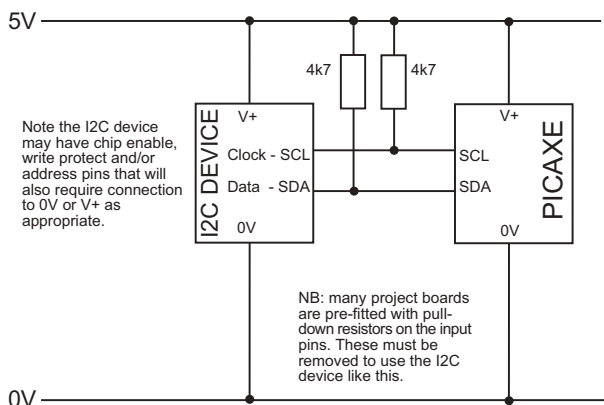 5V
4k7
4k7
Note the I2C device
may have chip enable,
write protect and/or
address pins that will
also require connection
to 0V or V+ as
appropriate.
I2C DEVICE
V+
Clock - SCL
Data - SDA
0V
V+
SCL
SDA
0V
PICAXE
NB: many project boards
are pre-fitted with pull-
down resistors on the input
pins. These must be
removed to use the I2C
device like this.
0V